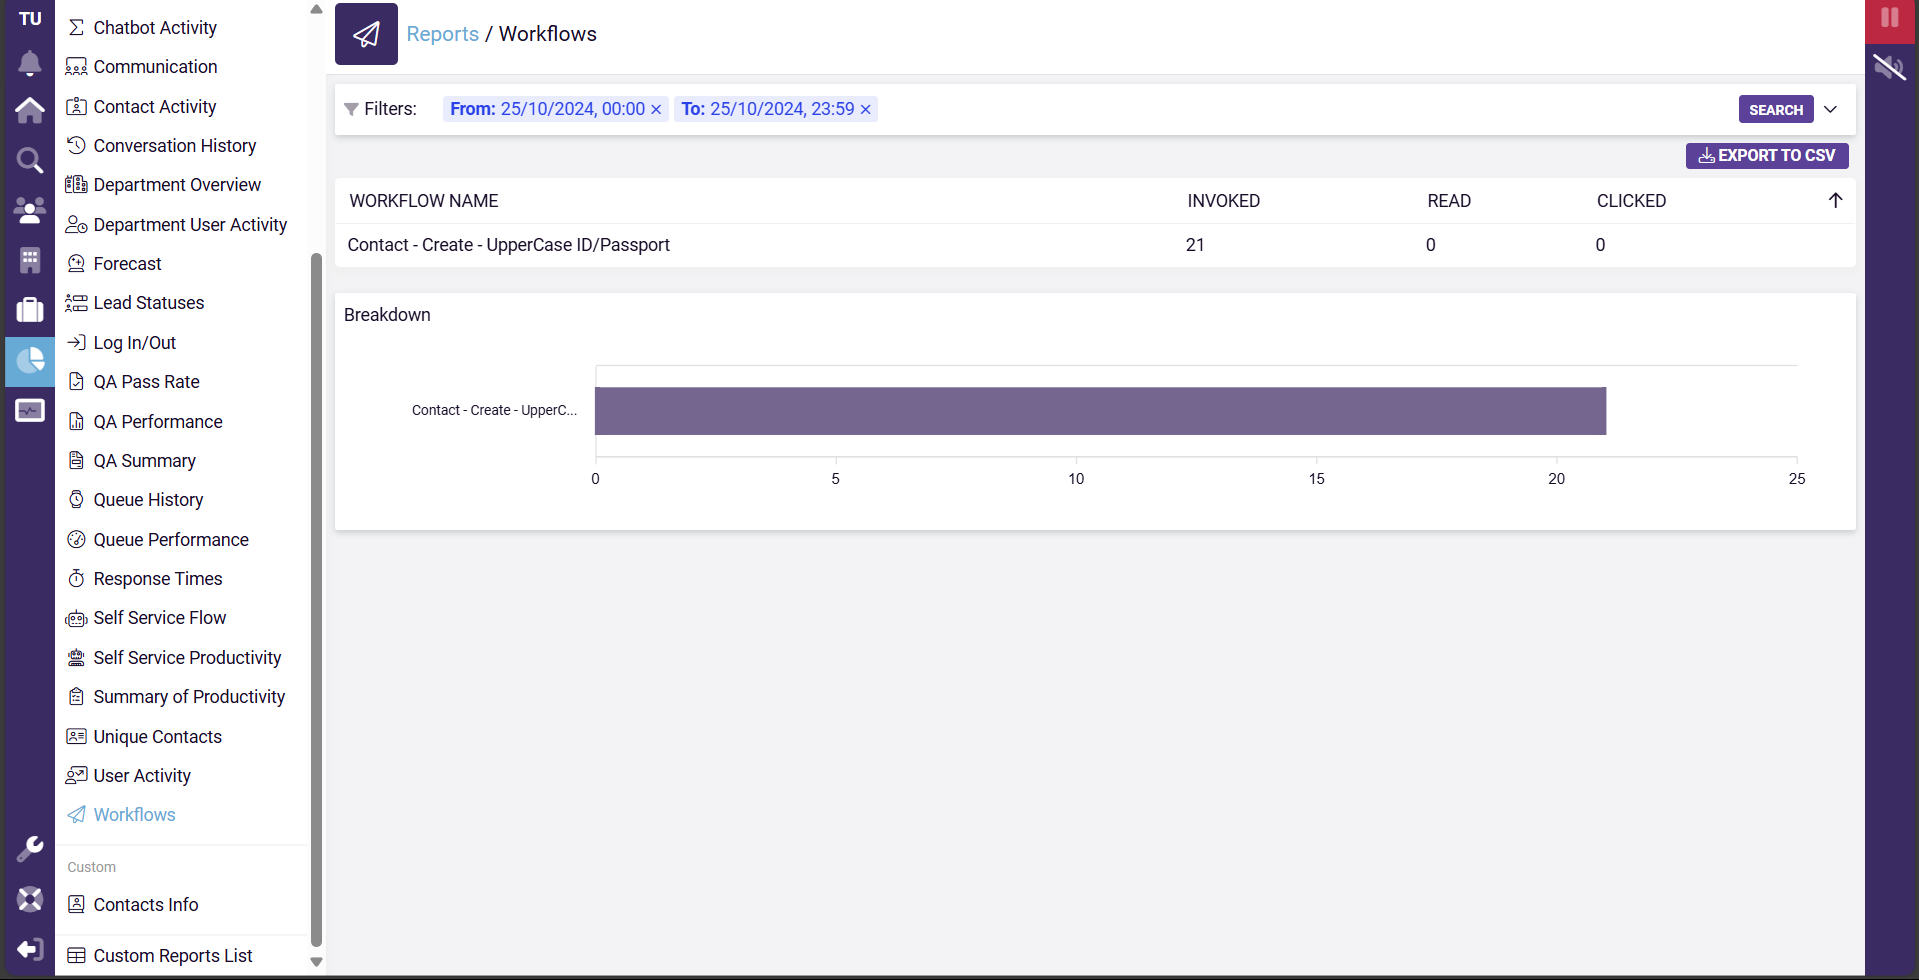 TU
Chatbot Activity
Communication
Contact Activity
Conversation History
Department Overview
Department User Activity
Forecast
Lead Statuses
Log In/Out
QA Pass Rate
QA Performance
QA Summary
Queue History
Queue Performance
Response Times
Self Service Flow
Self Service Productivity
Summary of Productivity
Unique Contacts
User Activity
Workflows
Custom
Contacts Info
Custom Reports List
Reports / Workflows
Filters: From: 25/10/2024, 00:00 × To: 25/10/2024, 23:59 × SEARCH
EXPORT TO CSV
WORKFLOW NAME INVOKED READ CLICKED
Contact - Create - UpperCase ID/Passport 21 0 0
Breakdown
Contact - Create - UpperC...
0 5 10 15 20 25